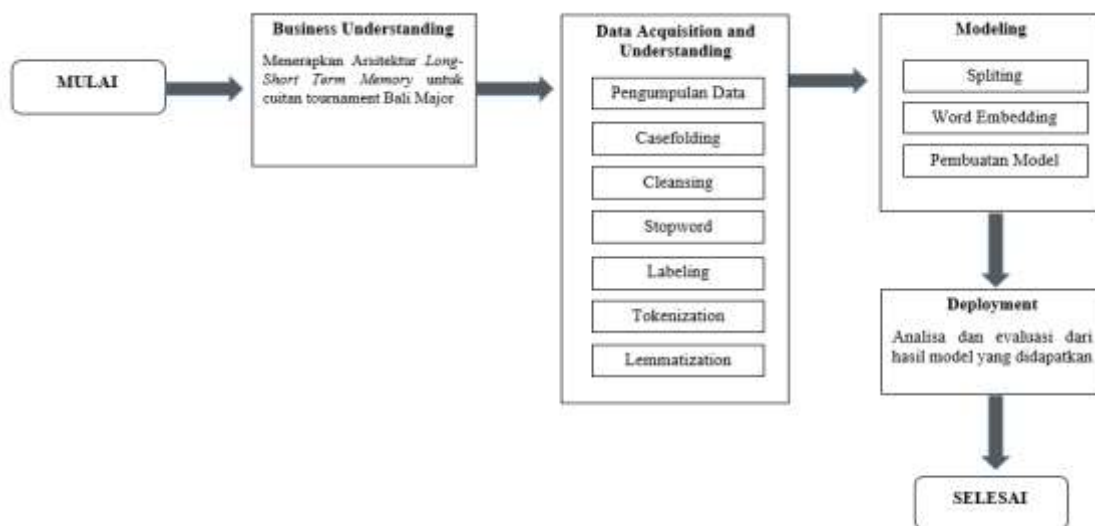 MULAI
Business Understanding
Menerapkan Arsitektur Long-
Short Term Memory untuk
cuitan tournament Bali Major
Data Acquisition and
Understanding
Pengumpulan Data
Casefolding
Cleansing
Stopword
Labeling
Tokenization
Lemmatization
Modeling
Spliting
Word Embedding
Pembuatan Model
Deployment
Analisa dan evaluasi dari
hasil model yang didapatkan
SELESAI